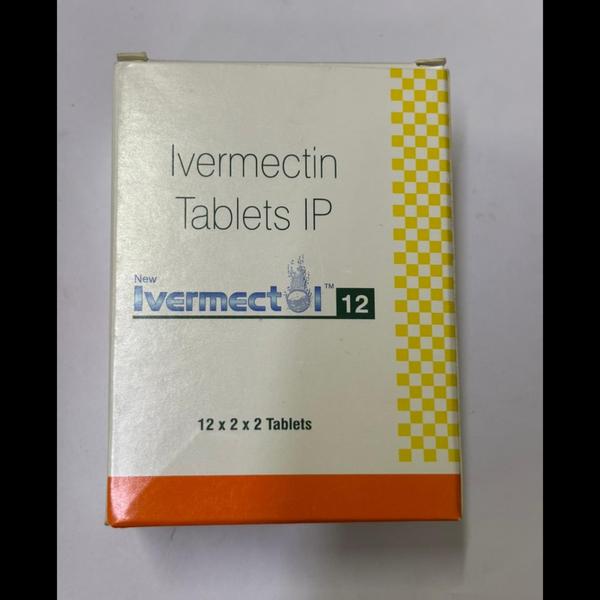 Ivermectin
Tablets IP
New
Ivermectol™ 12
12 x 2 x 2 Tablets